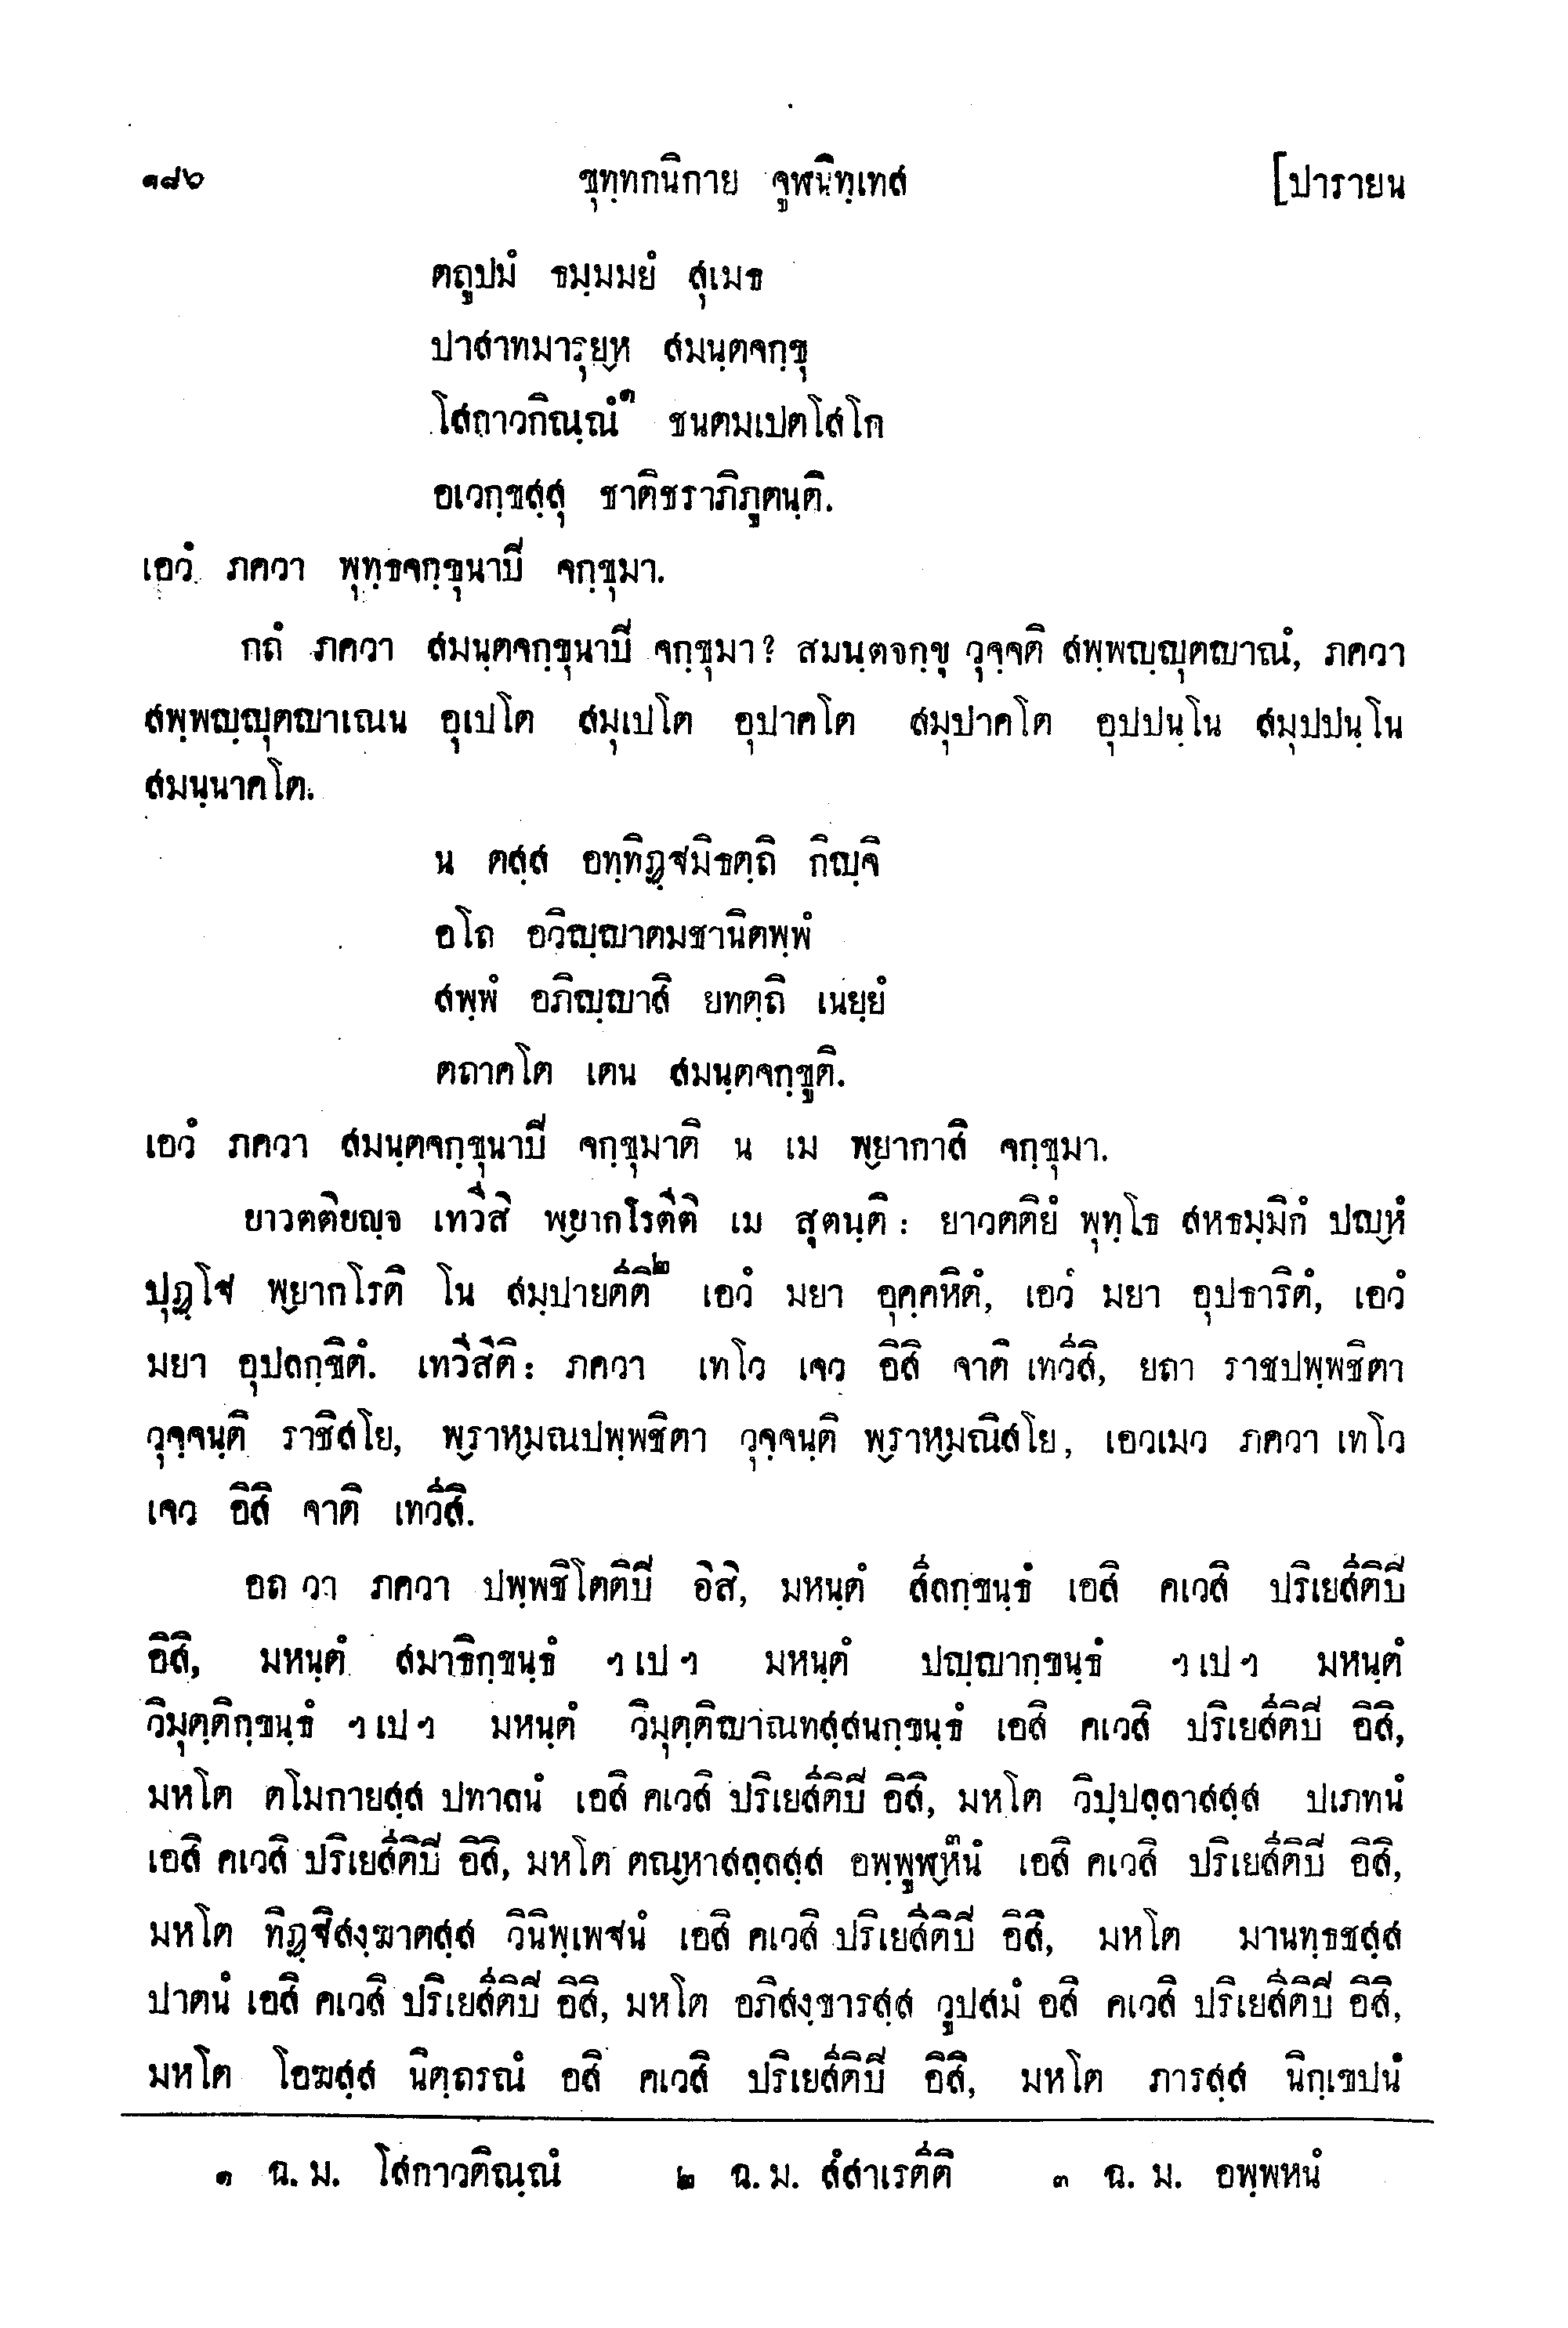 ๑๘๖ ขุทฺทกนิกาย จูฬนิทฺเทส [ปารายน
ตถูปมํ ธมฺมมยํ สุเมธ
ปาสาทมารุยฺห สมนฺตจกฺขุ
โสกาวกิณฺณํ๑ ชนตมเปตโสโก
อเวกฺขสฺสุ ชาติชราภิภูตนฺติ.
เอวํ ภควา พุทฺธจกฺขุนาปิ จกฺขุมา.
กถํ ภควา สมนฺตจกฺขุนาปิ จกฺขุมา? สมนฺตจกฺขุ วุจฺจติ สพฺพญฺญุตญาณํ, ภควา
สพฺพญฺญุตญาเณน อุเปโต สมุเปโต อุปาคโต สมุปาคโต อุปปนฺโน สมุปปนฺโน
สมนฺนาคโต.
น ตสฺส อทฺทิฏฺฐมิธตฺถิ กิญฺจิ
อโถ อวิญฺญาตมชานิตพฺพํ
สพฺพํ อภิญฺญาสิ ยทตฺถิ เนยฺยํ
ตถาคโต เตน สมนฺตจกฺขูติ.
เอวํ ภควา สมนฺตจกฺขุนาปิ จกฺขุมาติ น เม พฺยากาสิ จกฺขุมา.
ยาวตติยญฺจ เทวีสิ พฺยากโรตีติ เม สุตนฺติ: ยาวตติยํ พุทฺโธ สหธมฺมิกํ ปญฺหํ
ปุฏฺโฐ พฺยากโรติ โน สมฺปายตีติ๒ เอวํ มยา อุคฺคหิตํ, เอวํ มยา อุปธาริตํ, เอวํ
มยา อุปลกฺขิตํ. เทวีสีติ: ภควา เทโว เจว อิสิ จาติ เทวีสิ, ยถา ราชปพฺพชิตา
วุจฺจนฺติ ราชิสโย, พฺราหฺมณปพฺพชิตา วุจฺจนฺติ พฺราหฺมณิสโย, เอวเมว ภควา เทโว
เจว อิสิ จาติ เทวีสิ.
อถ วา ภควา ปพฺพชิโตติปิ อิสิ, มหนฺตํ สีลกฺขนฺธํ เอสิ คเวสิ ปริเยสีติปิ
อิสิ, มหนฺตํ สมาธิกฺขนฺธํ ฯเปฯ มหนฺตํ ปญฺญากฺขนฺธํ ฯเปฯ มหนฺตํ
วิมุตฺติกฺขนฺธํ ฯเปฯ มหนฺตํ วิมุตฺติญาณทสฺสนกฺขนฺธํ เอสิ คเวสิ ปริเยสีติปิ อิสิ,
มหโต ตโมกายสฺส ปทาลนํ เอสิ คเวสิ ปริเยสีติปิ อิสิ, มหโต วิปฺปลฺลาสสฺส ปเภทนํ
เอสิ คเวสิ ปริเยสีติปิ อิสิ, มหโต ตณฺหาสลฺลสฺส อพฺพูฬฺหํ๓นํ เอสิ คเวสิ ปริเยสีติปิ อิสิ,
มหโต ทิฏฺฐิสงฺฆาตสฺส วินิพฺเพฐนํ เอสิ คเวสิ ปริเยสีติปิ อิสิ, มหโต มานทฺธชสฺส
ปาตนํ เอสิ คเวสิ ปริเยสีติปิ อิสิ, มหโต อภิสงฺขารสฺส วูปสมํ อสิ คเวสิ ปริเยสีติปิ อิสิ,
มหโต โอฆสฺส นิตฺถรณํ อสิ คเวสิ ปริเยสีติปิ อิสิ, มหโต ภารสฺส นิกฺเขปนํ
๑ ฉ. ม. โสกาวติณฺณํ ๒ ฉ. ม. สํสาเรตีติ ๓ ฉ. ม. อพฺพหนํ